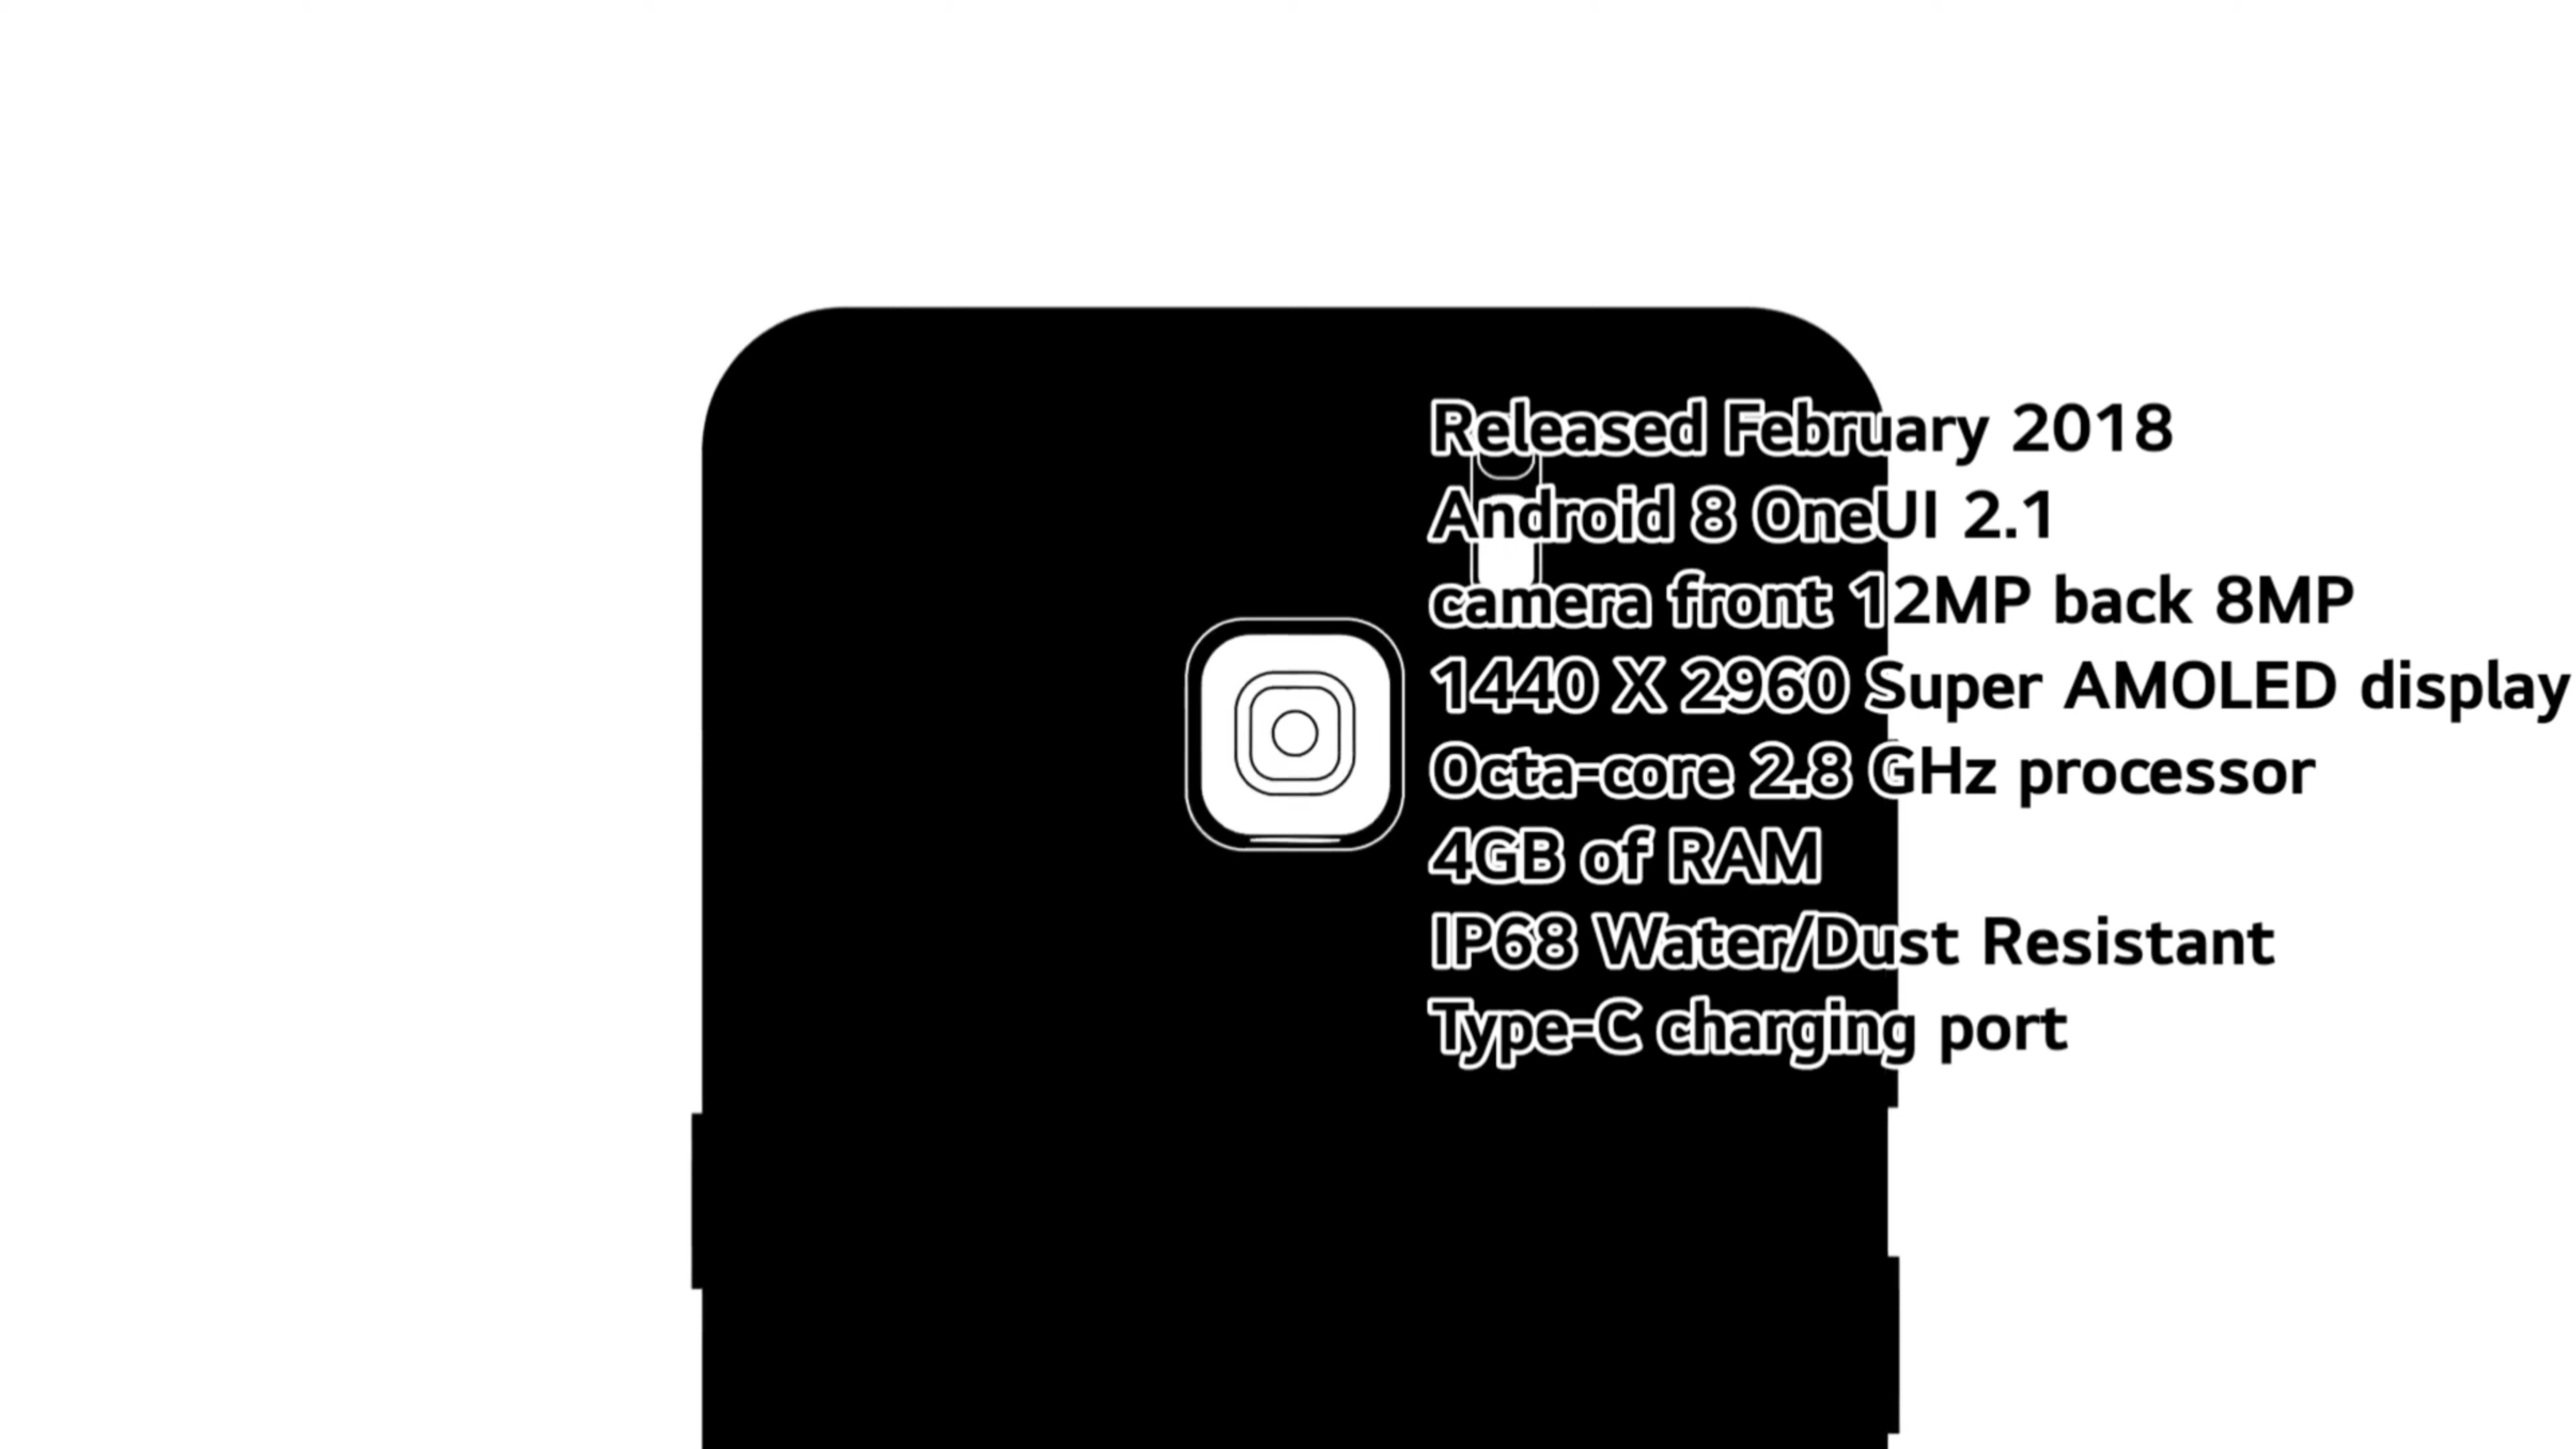 Released February 2018
Android 8 OneUI 2.1
camera front 12MP back 8MP
1440 X 2960 Super AMOLED display
Octa-core 2.8 GHz processor
4GB of RAM
IP68 Water/Dust Resistant
Type-C charging port